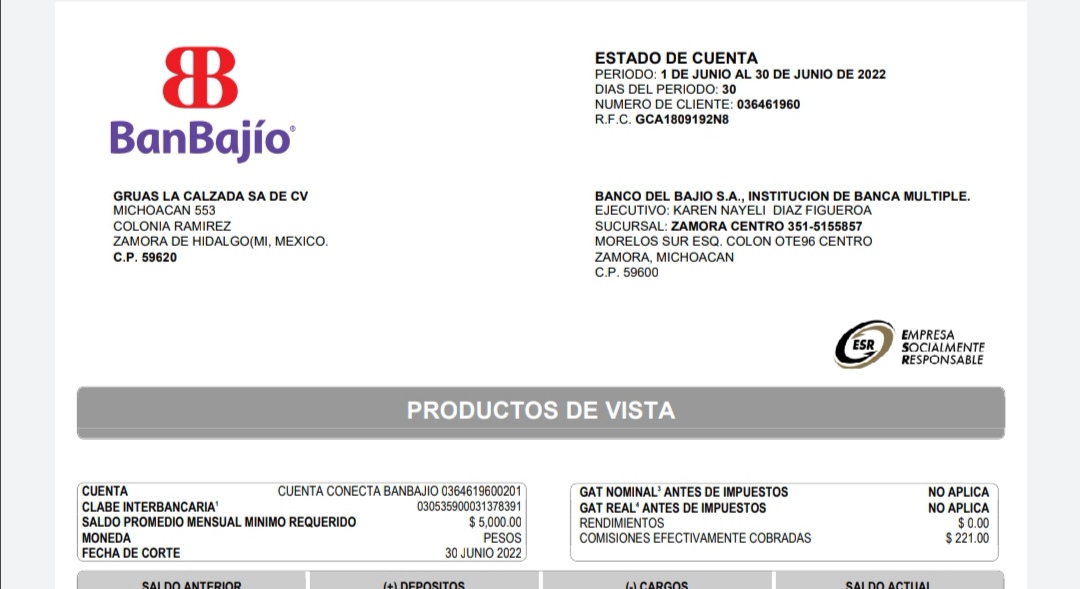 BanBajío®
ESTADO DE CUENTA
PERIODO: 1 DE JUNIO AL 30 DE JUNIO DE 2022
DIAS DEL PERIODO: 30
NUMERO DE CLIENTE: 036461960
R.F.C. GCA1809192N8
GRUAS LA CALZADA SA DE CV
MICHOACAN 553
COLONIA RAMIREZ
ZAMORA DE HIDALGO(MI, MEXICO.
C.P. 59620
BANCO DEL BAJIO S.A., INSTITUCION DE BANCA MULTIPLE.
EJECUTIVO: KAREN NAYELI DIAZ FIGUEROA
SUCURSAL: ZAMORA CENTRO 351-5155857
MORELOS SUR ESQ. COLON OTE96 CENTRO
ZAMORA, MICHOACAN
C.P. 59600
ESR EMPRESA
SOCIALMENTE
RESPONSABLE
PRODUCTOS DE VISTA
CUENTA CUENTA CONECTA BANBAJIO 0364619600201
CLABE INTERBANCARIA¹ 030535900031378391
SALDO PROMEDIO MENSUAL MINIMO REQUERIDO $ 5,000.00
MONEDA PESOS
FECHA DE CORTE 30 JUNIO 2022
GAT NOMINAL³ ANTES DE IMPUESTOS NO APLICA
GAT REAL⁴ ANTES DE IMPUESTOS NO APLICA
RENDIMIENTOS $ 0.00
COMISIONES EFECTIVAMENTE COBRADAS $ 221.00
SALDO ANTERIOR (+) DEPOSITOS (-) CARGOS SALDO ACTUAL